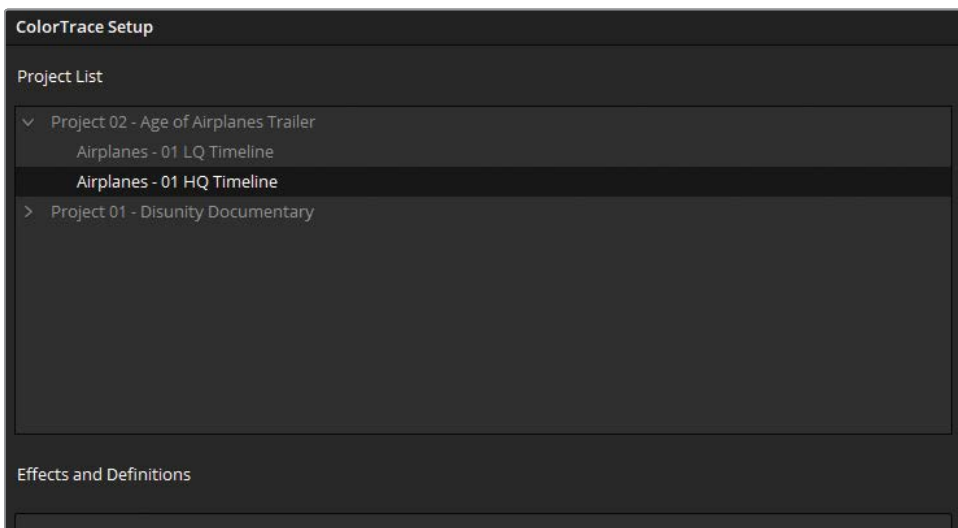 ColorTrace Setup
Project List
Project 02 - Age of Airplanes Trailer
Airplanes - 01 LQ Timeline
Airplanes - 01 HQ Timeline
Project 01 - Disunity Documentary
Effects and Definitions